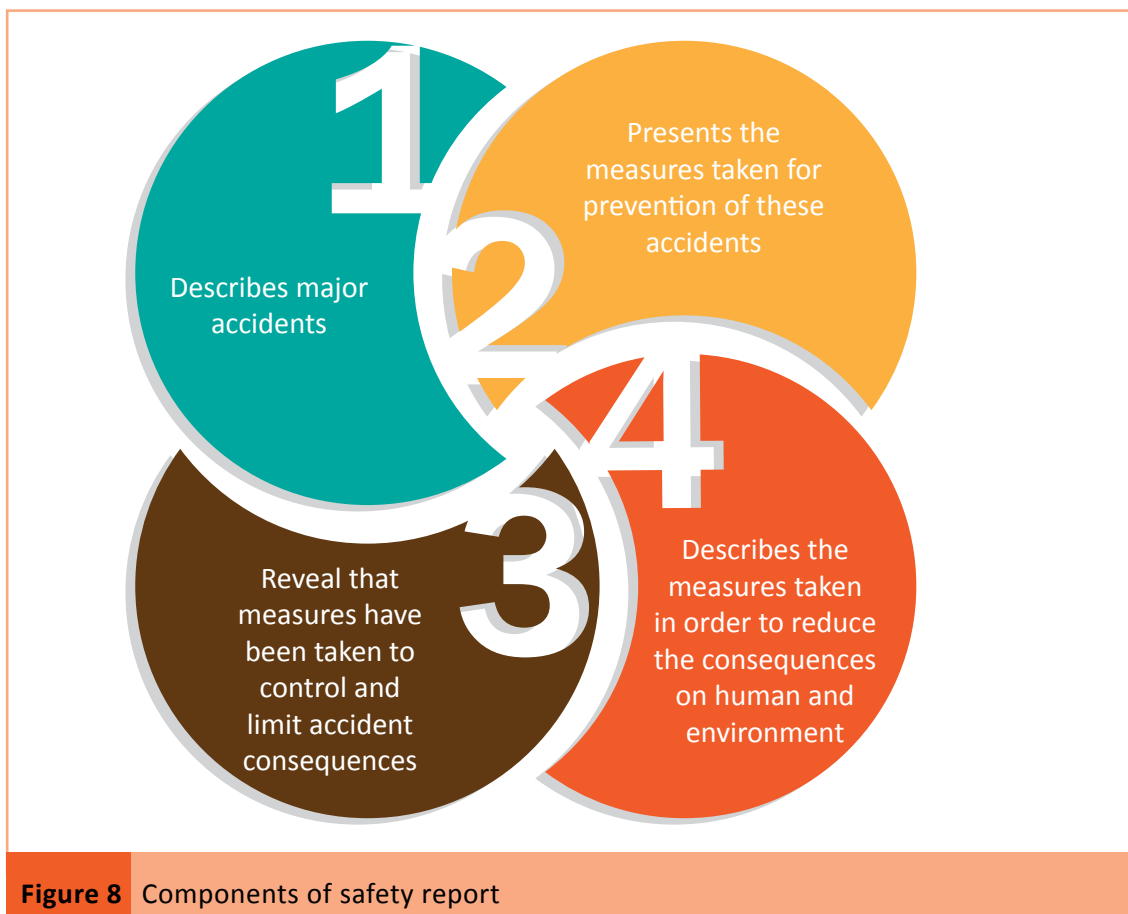 1
Describes major
accidents
2
Presents the
measures taken for
prevention of these
accidents
3
Reveal that
measures have
been taken to
control and
limit accident
consequences
4
Describes the
measures taken
in order to reduce
the consequences
on human and
environment
Figure 8 Components of safety report